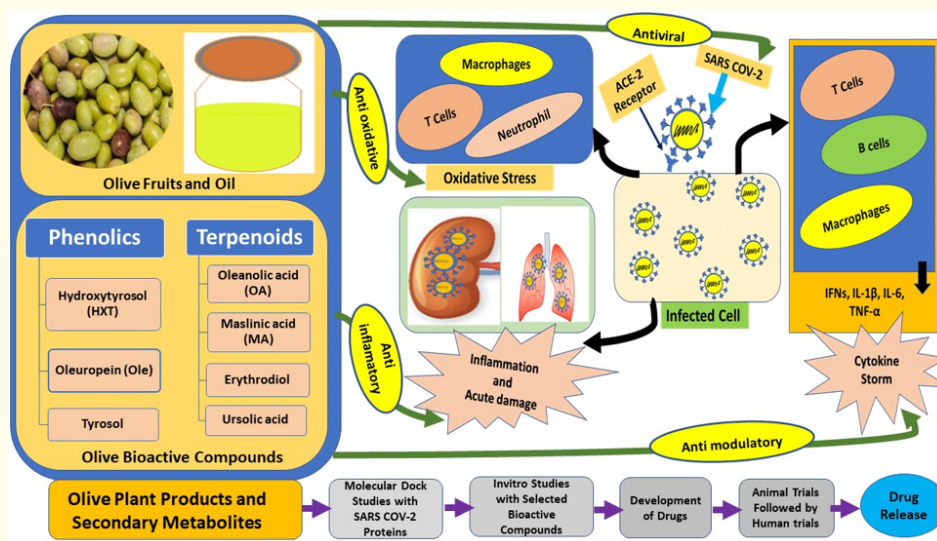 Olive Fruits and Oil
Phenolics
Hydroxytyrosol
(HXT)
Oleuropein (Ole)
Tyrosol
Terpenoids
Oleanolic acid
(OA)
Maslinic acid
(MA)
Erythrodiol
Ursolic acid
Olive Bioactive Compounds
Anti oxidative
Anti
inflamatory
Antiviral
Anti modulatory
Macrophages
T Cells
Neutrophil
Oxidative Stress
ACE-2
Receptor
SARS COV-2
Infected Cell
Inflammation
and
Acute damage
T Cells
B cells
Macrophages
IFNs, IL-1β, IL-6,
TNF-α
Cytokine
Storm
Olive Plant Products and
Secondary Metabolites
Molecular Dock
Studies with
SARS COV-2
Proteins
Invitro Studies
with Selected
Bioactive
Compounds
Development
of Drugs
Animal Trials
Followed by
Human trials
Drug
Release